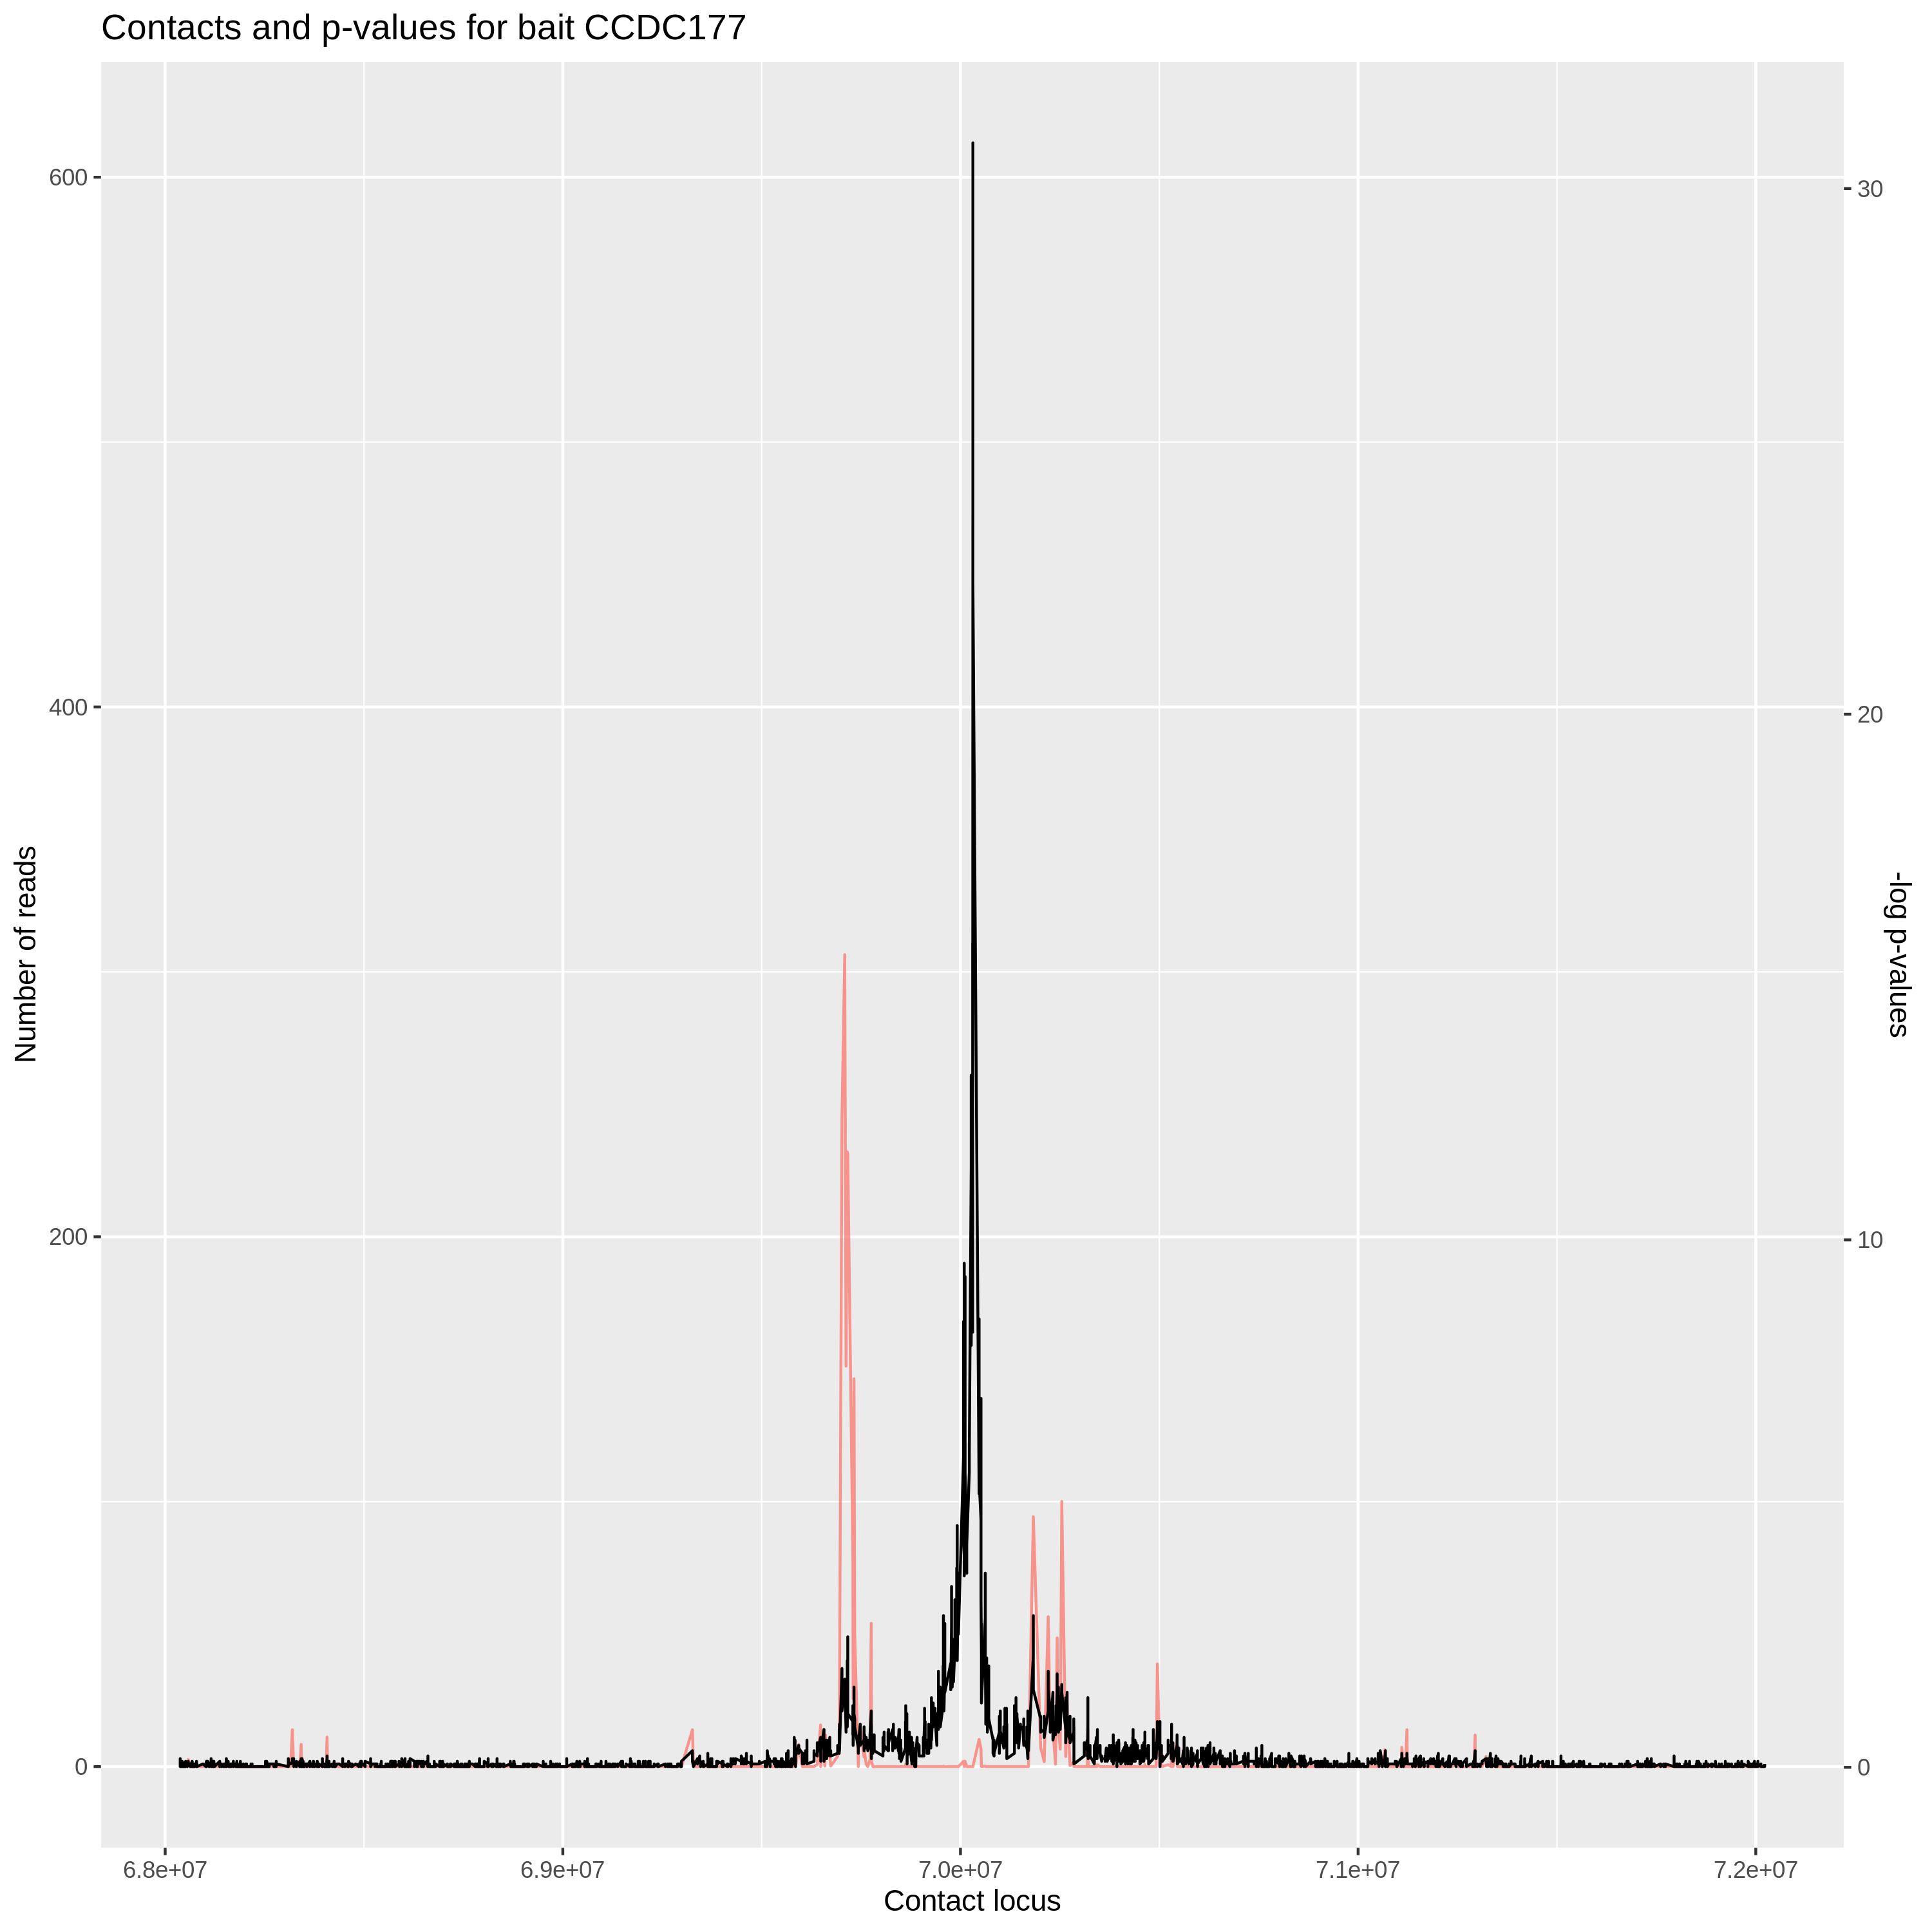 Contacts and p-values for bait CCDC177
600
400
200
0
Number of reads
30
20
10
0
-log p-values
6.8e+07
6.9e+07
7.0e+07
7.1e+07
7.2e+07
Contact locus